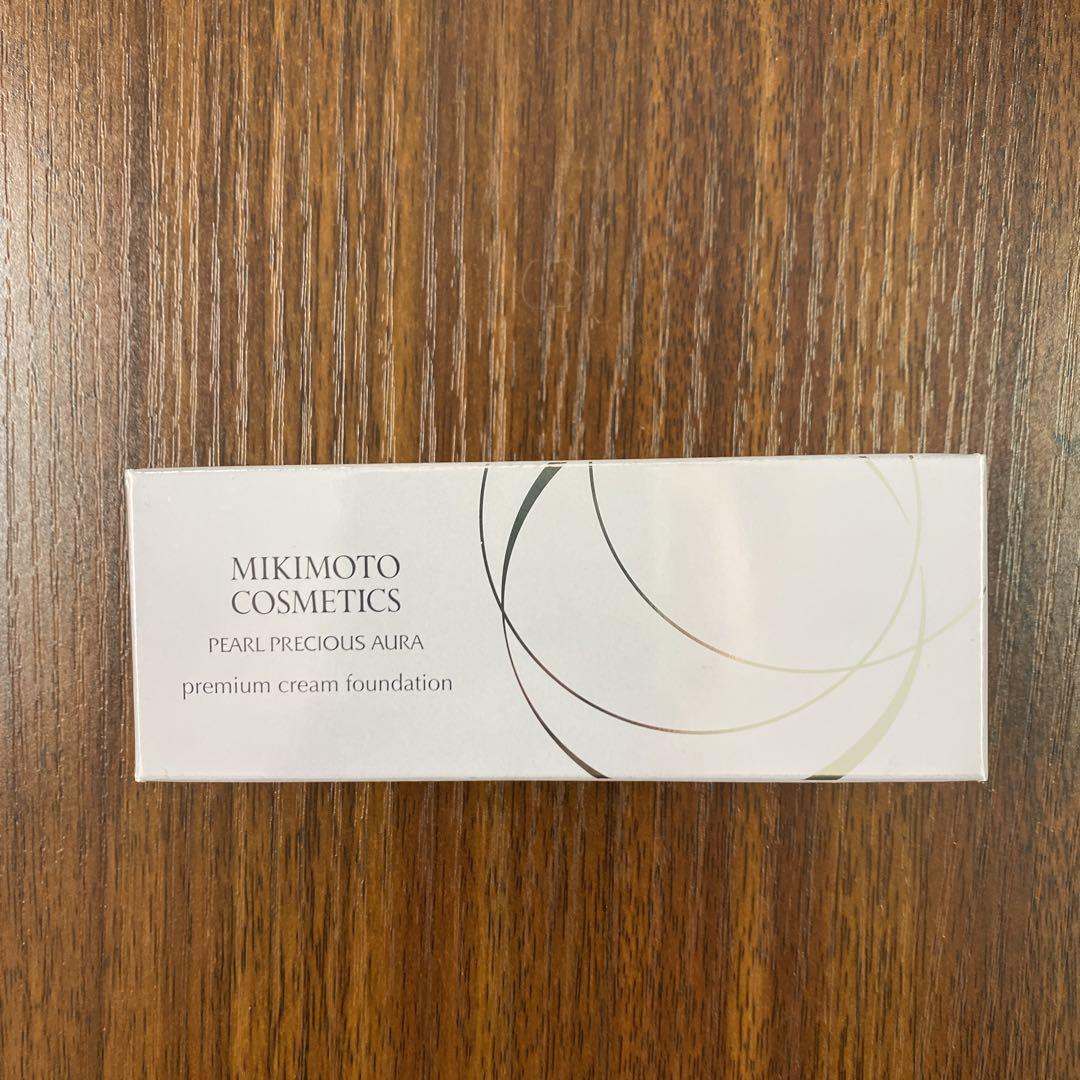 MIKIMOTO
COSMETICS
PEARL PRECIOUS AURA
premium cream foundation